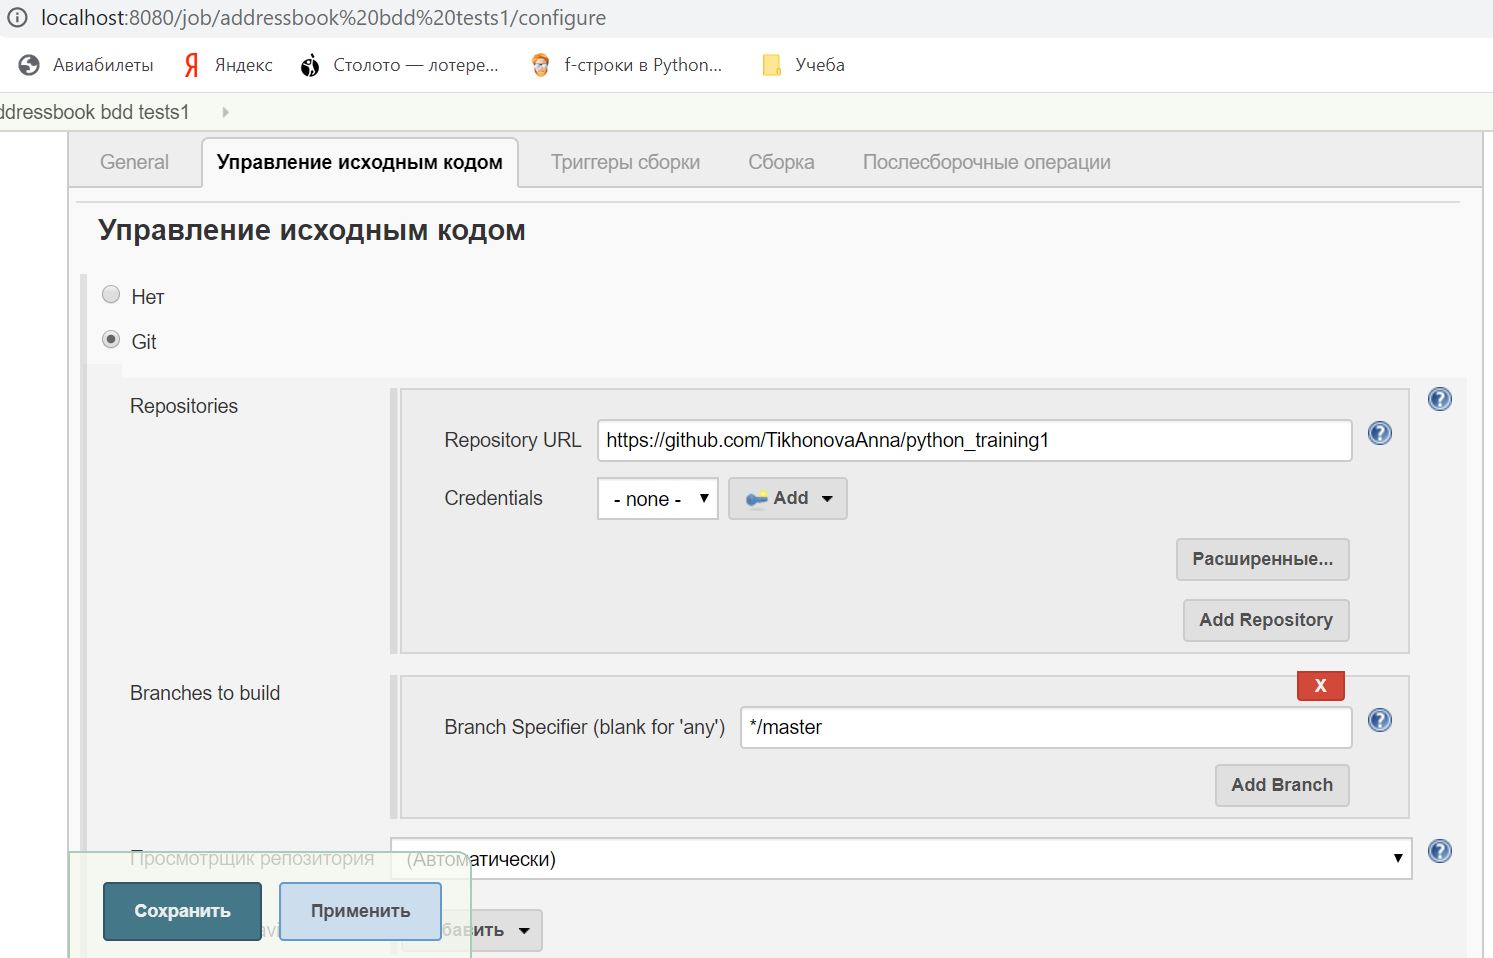 localhost:8080/job/addressbook%20bdd%20tests1/configure
Авиабилеты Яндекс Столото — лотере... f-строки в Python... Учеба
ddressbook bdd tests1
General Управление исходным кодом Триггеры сборки Сборка Послесборочные операции
Управление исходным кодом
Нет
Git
Repositories
Repository URL https://github.com/TikhonovaAnna/python_training1
Credentials - none - Add
Расширенные...
Add Repository
Branches to build
X
Branch Specifier (blank for 'any') */master
Add Branch
Просмотрщик репозитория (Автоматически)
Сохранить Применить